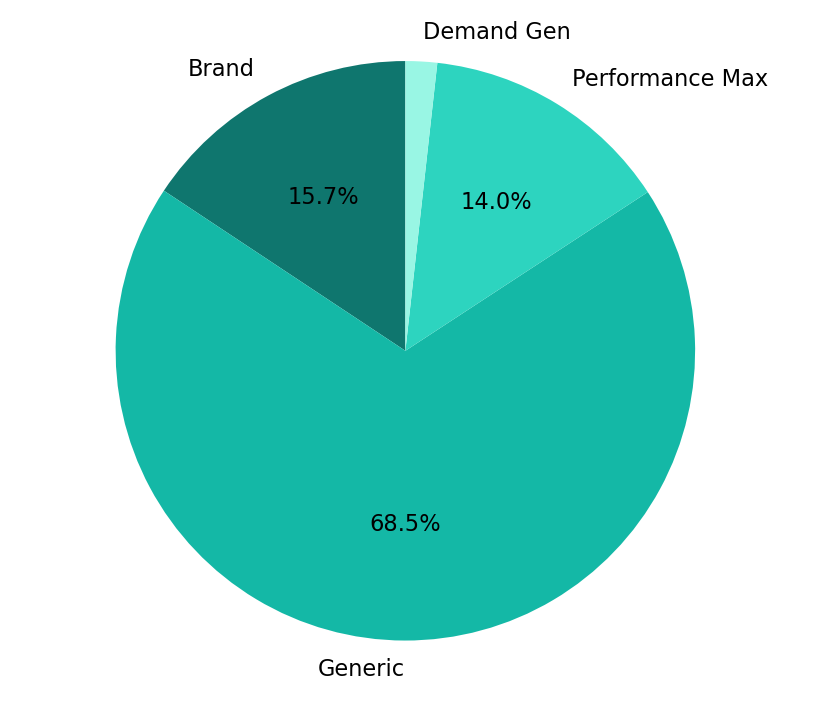 Demand Gen
Brand
Performance Max
15.7%
14.0%
68.5%
Generic